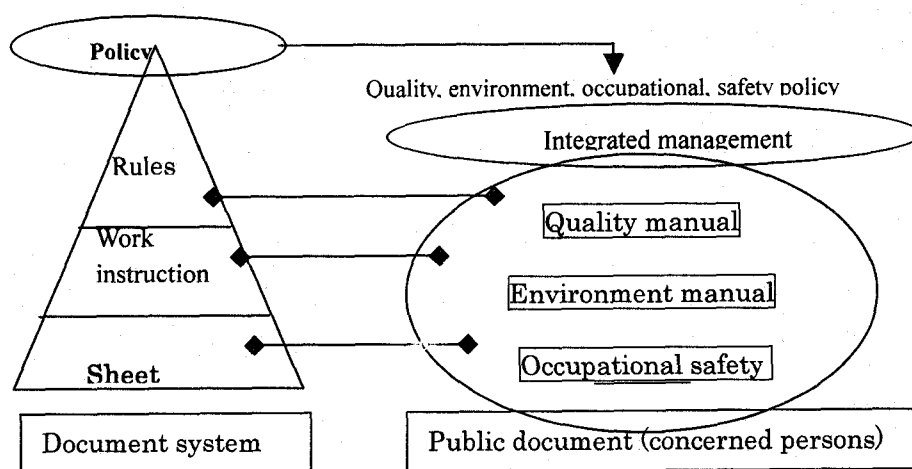 Policy
Quality, environment, occupational, safety policy
Integrated management
Rules
Quality manual
Work
instruction
Environment manual
Occupational safety
Sheet
Document system
Public document (concerned persons)